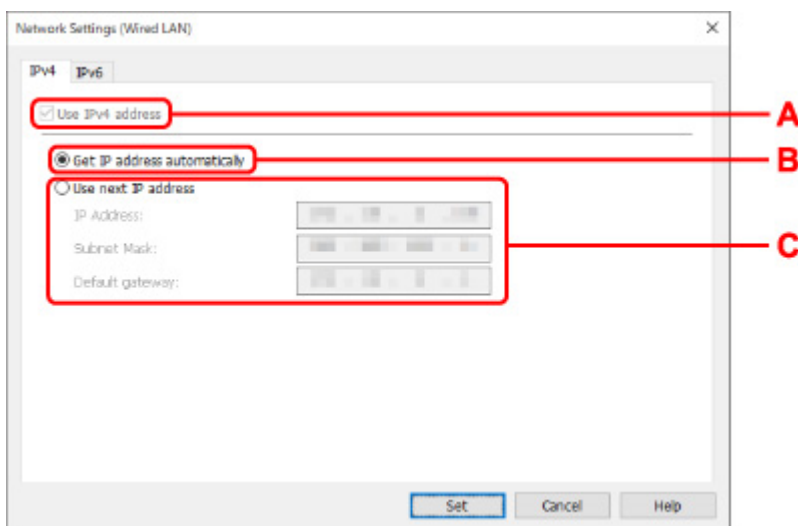 Network Settings (Wired LAN)
IPv4 IPv6
Use IPv4 address
A
Get IP address automatically
B
Use next IP address
IP Address:
Subnet Mask:
C
Default gateway:
Set Cancel Help